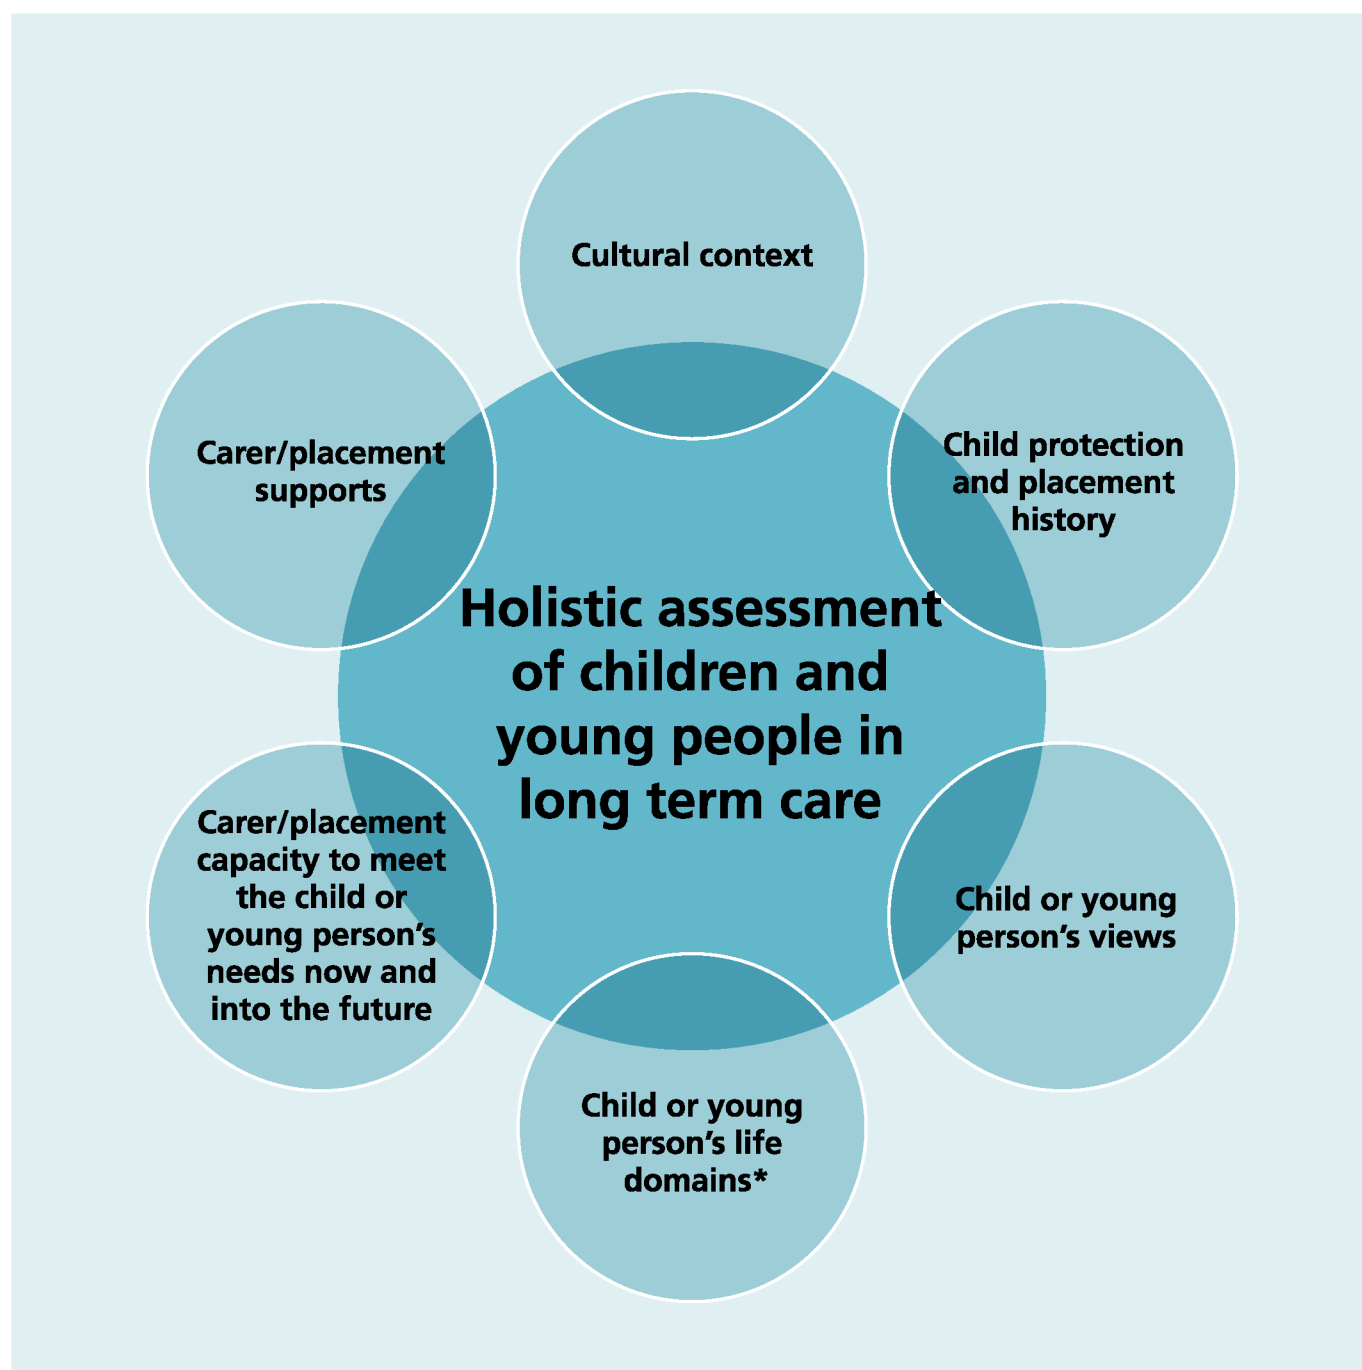 Cultural context
Child protection
and placement
history
Child or young
person’s views
Child or young
person’s life
domains*
Carer/placement
capacity to meet
the child or
young person’s
needs now and
into the future
Carer/placement
supports
Holistic assessment
of children and
young people in
long term care